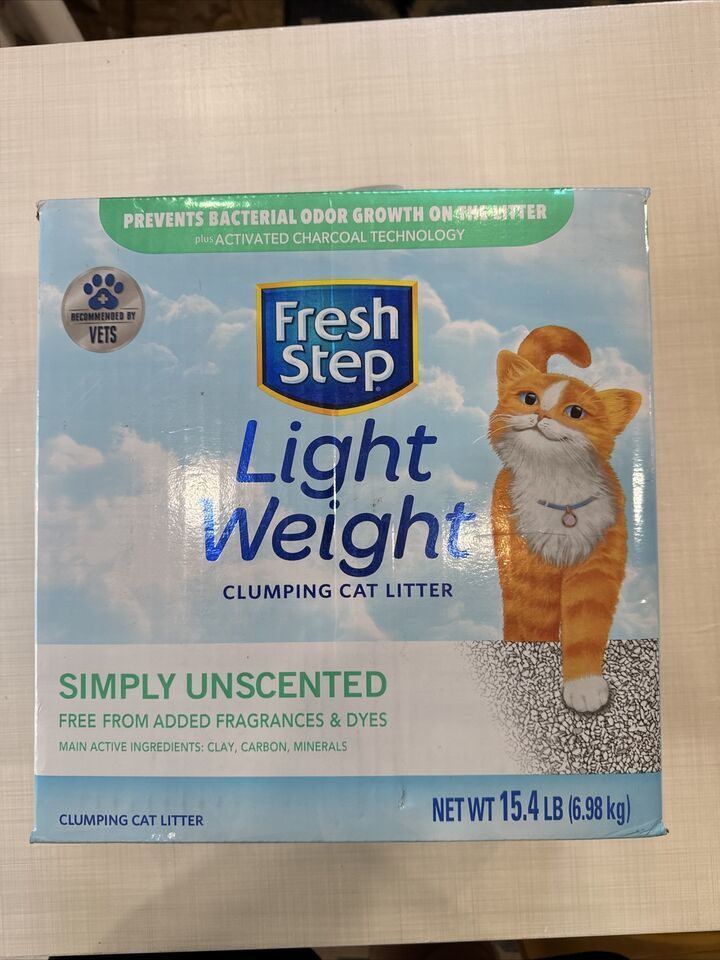 PREVENTS BACTERIAL ODOR GROWTH ON THE LITTER
plus ACTIVATED CHARCOAL TECHNOLOGY
RECOMMENDED BY
VETS
Fresh
Step
Light
Weight
CLUMPING CAT LITTER
SIMPLY UNSCENTED
FREE FROM ADDED FRAGRANCES & DYES
MAIN ACTIVE INGREDIENTS: CLAY, CARBON, MINERALS
CLUMPING CAT LITTER
NET WT 15.4 LB (6.98 kg)